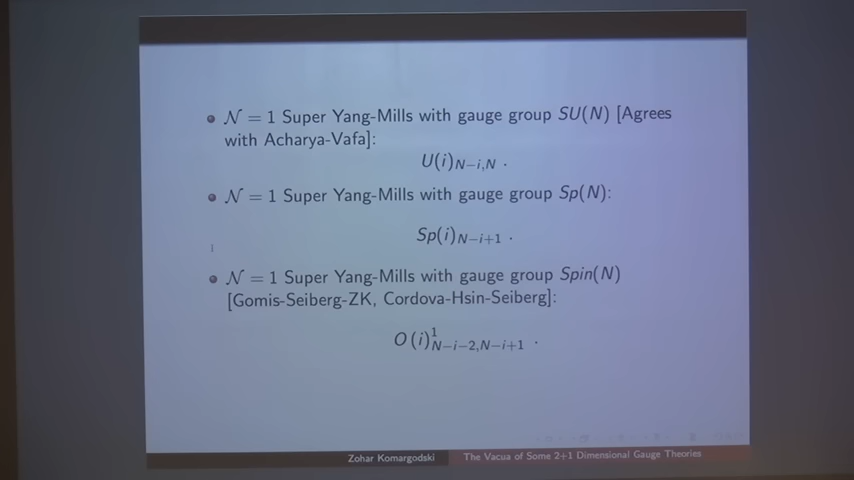 N = 1 Super Yang-Mills with gauge group SU(N) [Agrees
with Acharya-Vafa]:
U(i)_{N−i,N} .
N = 1 Super Yang-Mills with gauge group Sp(N):
Sp(i)_{N−i+1} .
N = 1 Super Yang-Mills with gauge group Spin(N)
[Gomis-Seiberg-ZK, Cordova-Hsin-Seiberg]:
O(i)^1_{N−i−2,N−i+1} .
Zohar Komargodski The Vacua of Some 2+1 Dimensional Gauge Theories